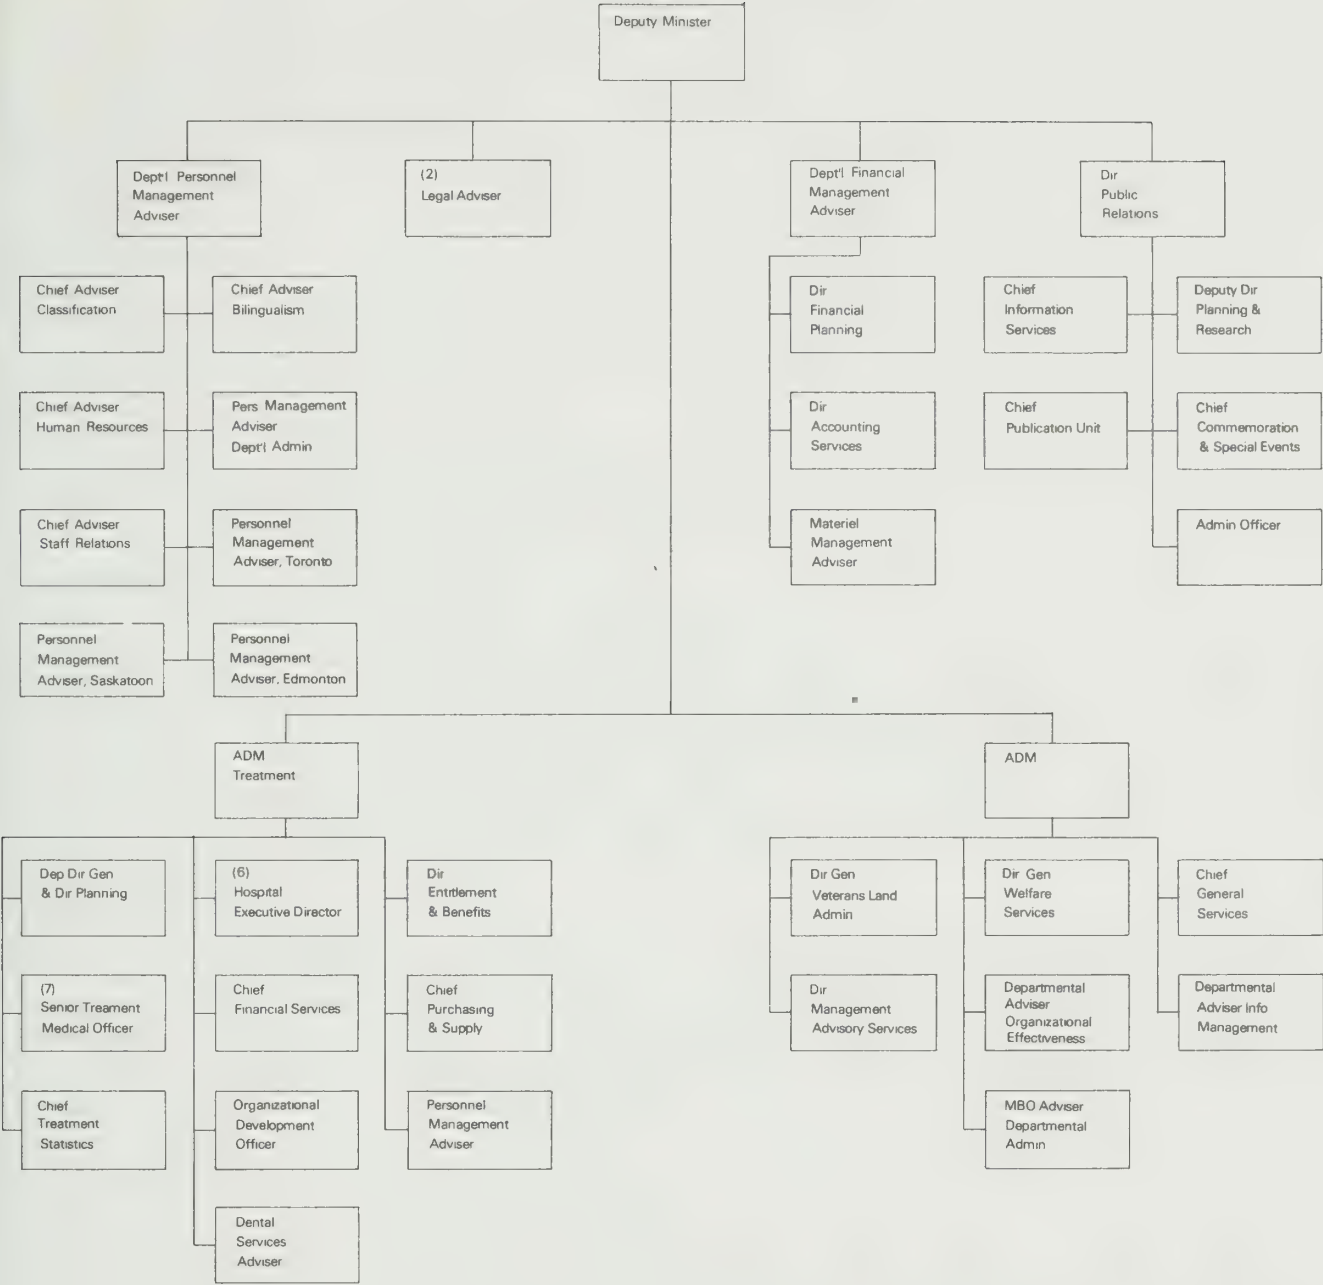 Deputy Minister
Dept'l Personnel
Management
Adviser
(2)
Legal Adviser
Dept'l Financial
Management
Adviser
Dir
Public
Relations
Chief Adviser
Classification
Chief Adviser
Bilingualism
Dir
Financial
Planning
Chief
Information
Services
Deputy Dir
Planning &
Research
Chief Adviser
Human Resources
Pers Management
Adviser
Dept'l Admin
Dir
Accounting
Services
Chief
Publication Unit
Chief
Commemoration
& Special Events
Chief Adviser
Staff Relations
Personnel
Management
Adviser, Toronto
Materiel
Management
Adviser
Admin Officer
Personnel
Management
Adviser, Saskatoon
Personnel
Management
Adviser, Edmonton
ADM
Treatment
ADM
Dep Dir Gen
& Dir Planning
(6)
Hospital
Executive Director
Dir
Entitlement
& Benefits
Dir Gen
Veterans Land
Admin
Dir Gen
Welfare
Services
Chief
General
Services
(7)
Senior Treament
Medical Officer
Chief
Financial Services
Chief
Purchasing
& Supply
Dir
Management
Advisory Services
Departmental
Adviser
Organizational
Effectiveness
Departmental
Adviser Info
Management
Chief
Treatment
Statistics
Organizational
Development
Officer
Personnel
Management
Adviser
MBO Adviser
Departmental
Admin
Dental
Services
Adviser